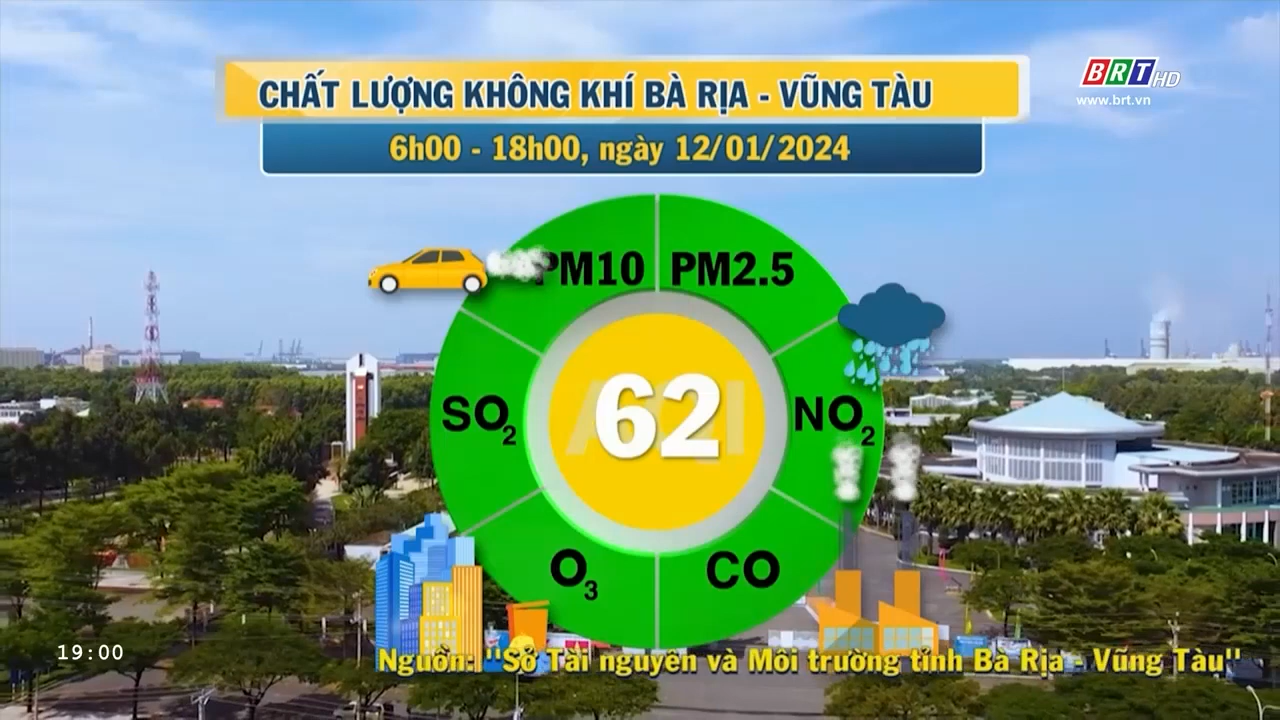 CHẤT LƯỢNG KHÔNG KHÍ BÀ RỊA - VŨNG TÀU
BRT HD
www.brt.vn
6h00 - 18h00, ngày 12/01/2024
PM10
PM2.5
SO2
AQI
62
NO2
O3
CO
19:00
Nguồn: "Sở Tài nguyên và Môi trường tỉnh Bà Rịa - Vũng Tàu"